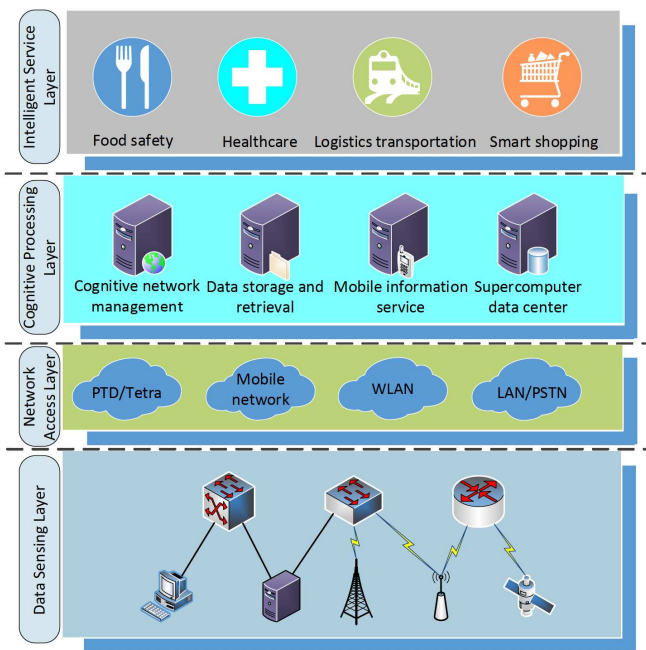 Intelligent Service
Layer
Food safety
Healthcare
Logistics transportation
Smart shopping
Cognitive Processing
Layer
Cognitive network
management
Data storage and
retrieval
Mobile information
service
Supercomputer
data center
Network
Access Layer
PTD/Tetra
Mobile
network
WLAN
LAN/PSTN
Data Sensing Layer